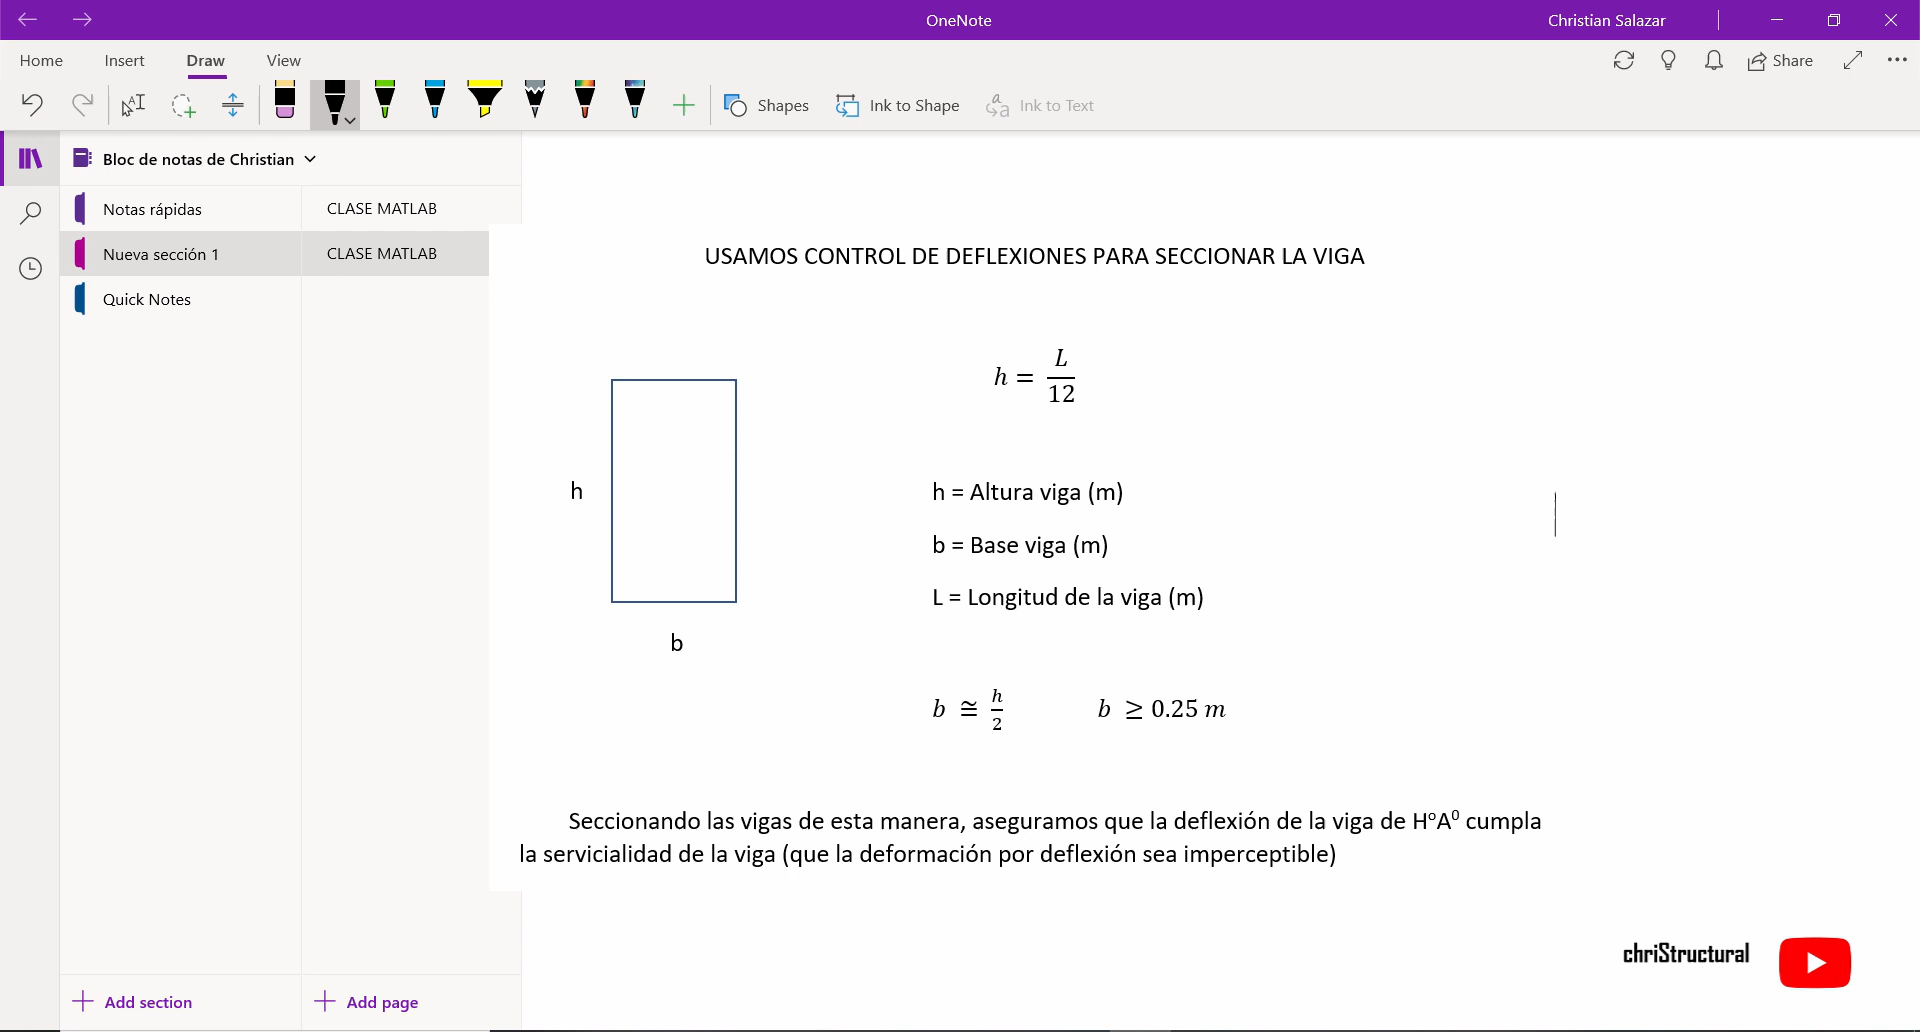 OneNote
Christian Salazar
Home Insert Draw View
Share
Shapes Ink to Shape Ink to Text
Bloc de notas de Christian
Notas rápidas
Nueva sección 1
Quick Notes
CLASE MATLAB
CLASE MATLAB
USAMOS CONTROL DE DEFLEXIONES PARA SECCIONAR LA VIGA
h = L/12
h
b
h = Altura viga (m)
b = Base viga (m)
L = Longitud de la viga (m)
b ≅ h/2 b ≥ 0.25 m
Seccionando las vigas de esta manera, aseguramos que la deflexión de la viga de HºA⁰ cumpla
la servicialidad de la viga (que la deformación por deflexión sea imperceptible)
chriStructural
Add section
Add page